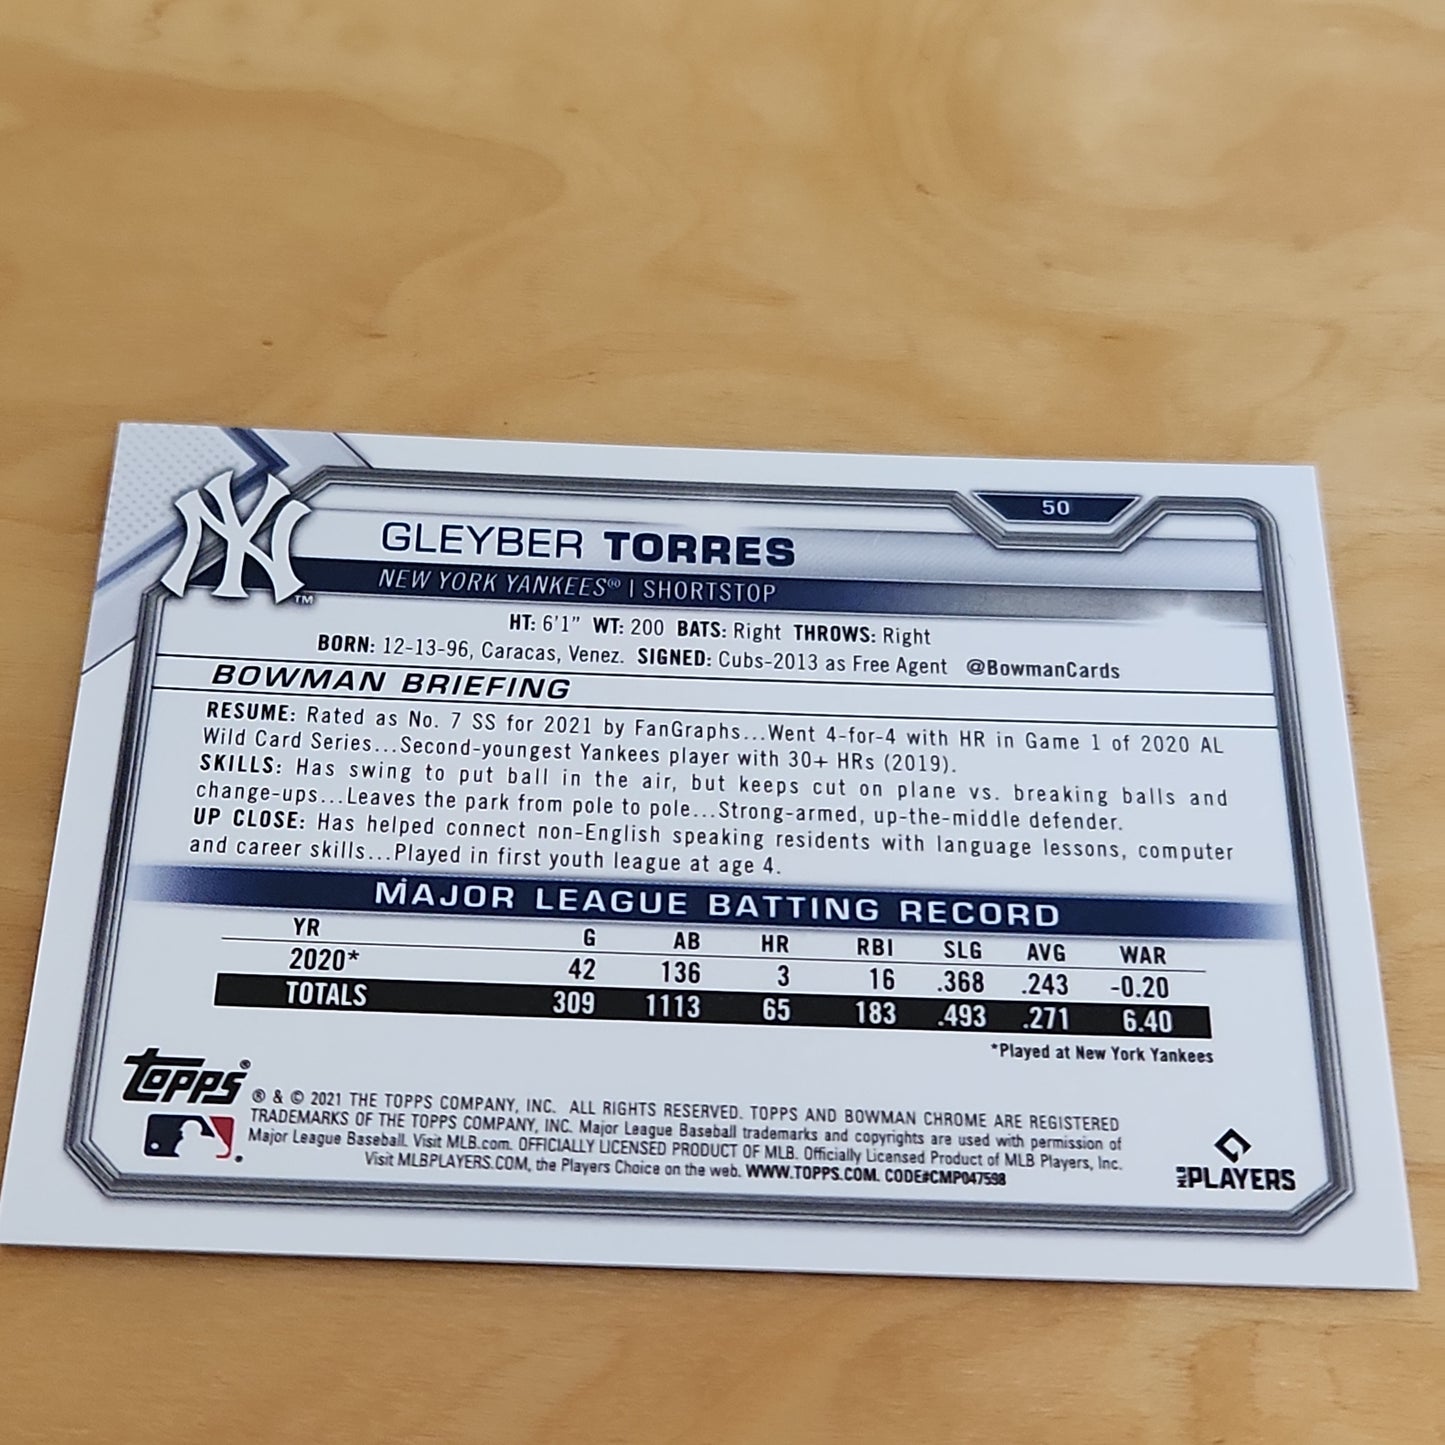 50
NY
TM
GLEYBER TORRES
NEW YORK YANKEES® | SHORTSTOP
HT: 6'1" WT: 200 BATS: Right THROWS: Right
BORN: 12-13-96, Caracas, Venez. SIGNED: Cubs-2013 as Free Agent @BowmanCards
BOWMAN BRIEFING
RESUME: Rated as No. 7 SS for 2021 by FanGraphs...Went 4-for-4 with HR in Game 1 of 2020 AL
Wild Card Series...Second-youngest Yankees player with 30+ HRs (2019).
SKILLS: Has swing to put ball in the air, but keeps cut on plane vs. breaking balls and
change-ups...Leaves the park from pole to pole...Strong-armed, up-the-middle defender.
UP CLOSE: Has helped connect non-English speaking residents with language lessons, computer
and career skills...Played in first youth league at age 4.
MAJOR LEAGUE BATTING RECORD
YR G AB HR RBI SLG AVG WAR
2020* 42 136 3 16 .368 .243 -0.20
TOTALS 309 1113 65 183 .493 .271 6.40
*Played at New York Yankees
Topps®
® & © 2021 THE TOPPS COMPANY, INC. ALL RIGHTS RESERVED. TOPPS AND BOWMAN CHROME ARE REGISTERED
TRADEMARKS OF THE TOPPS COMPANY, INC. Major League Baseball trademarks and copyrights are used with permission of
Major League Baseball. Visit MLB.com. OFFICIALLY LICENSED PRODUCT OF MLB. Officially Licensed Product of MLB Players, Inc.
Visit MLBPLAYERS.COM, the Players Choice on the web. WWW.TOPPS.COM. CODE#CMP047598
MLB PLAYERS